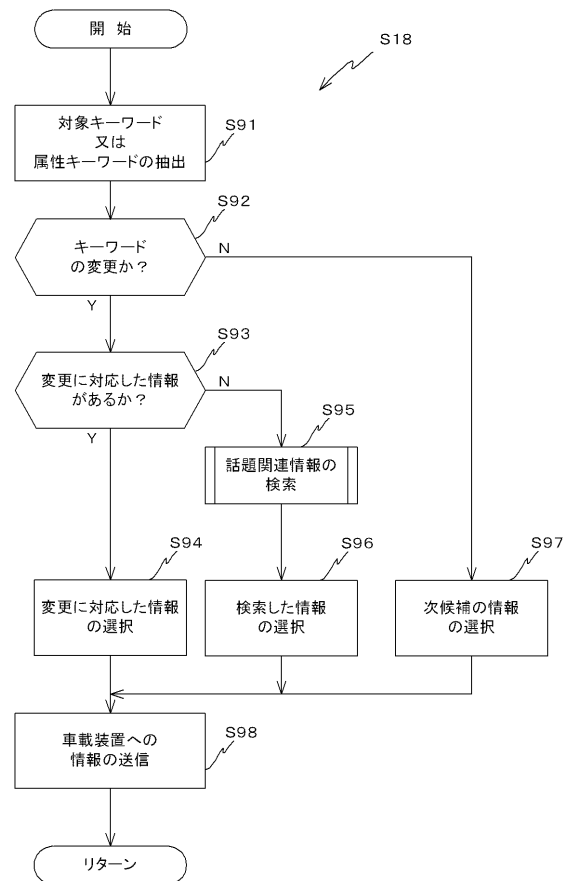 開 始
S18
対象キーワード
又は
属性キーワードの抽出
S91
S92
キーワード
の変更か?
N
Y
S93
変更に対応した情報
があるか?
N
Y
S95
話題関連情報の
検索
S94
変更に対応した情報
の選択
S96
検索した情報
の選択
S97
次候補の情報
の選択
車載装置への
情報の送信
S98
リターン